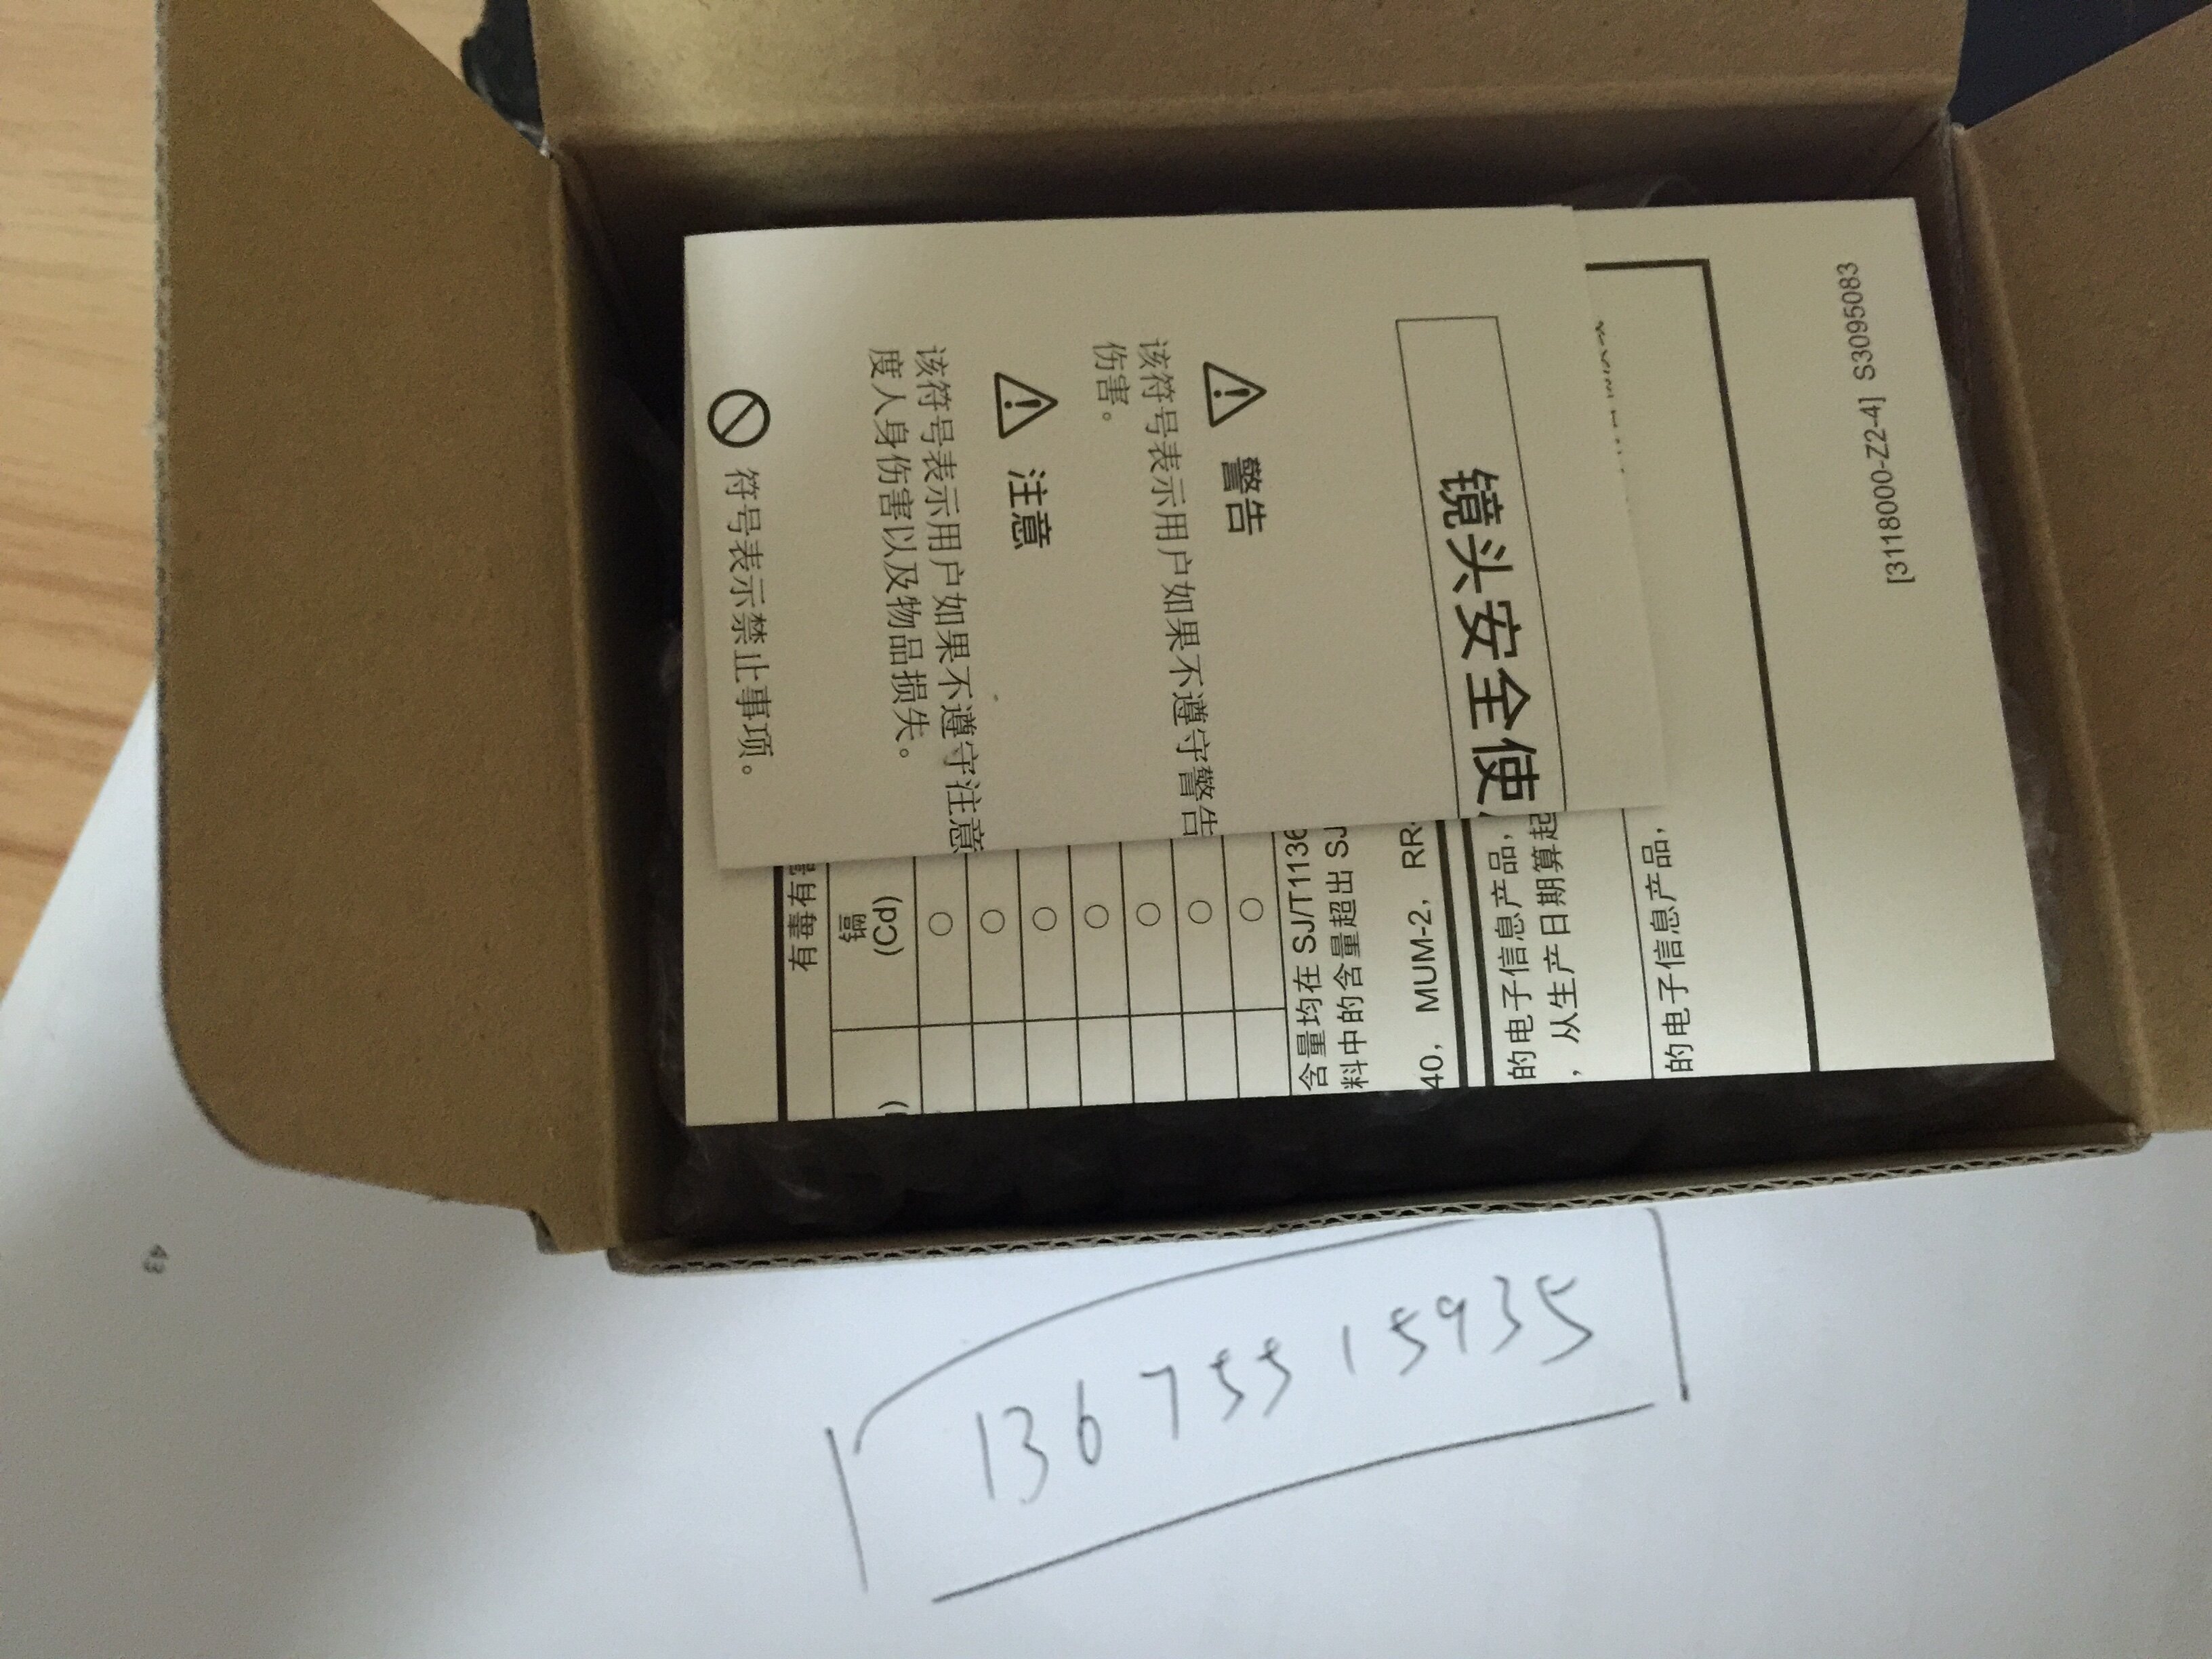 镜头安全使
警告
该符号表示用户如果不遵守警告
伤害。
注意
该符号表示用户如果不遵守注意
度人身伤害以及物品损失。
符号表示禁止事项。
有毒有害
镉
(Cd)
○
○
○
○
○
○
○
)
含量均在 SJ/T1136
料中的含量超出 SJ
40, MUM-2, RR-
的电子信息产品,
, 从生产日期算起
的电子信息产品,
[3118000-Z2-4] S3095083
13675515935
43